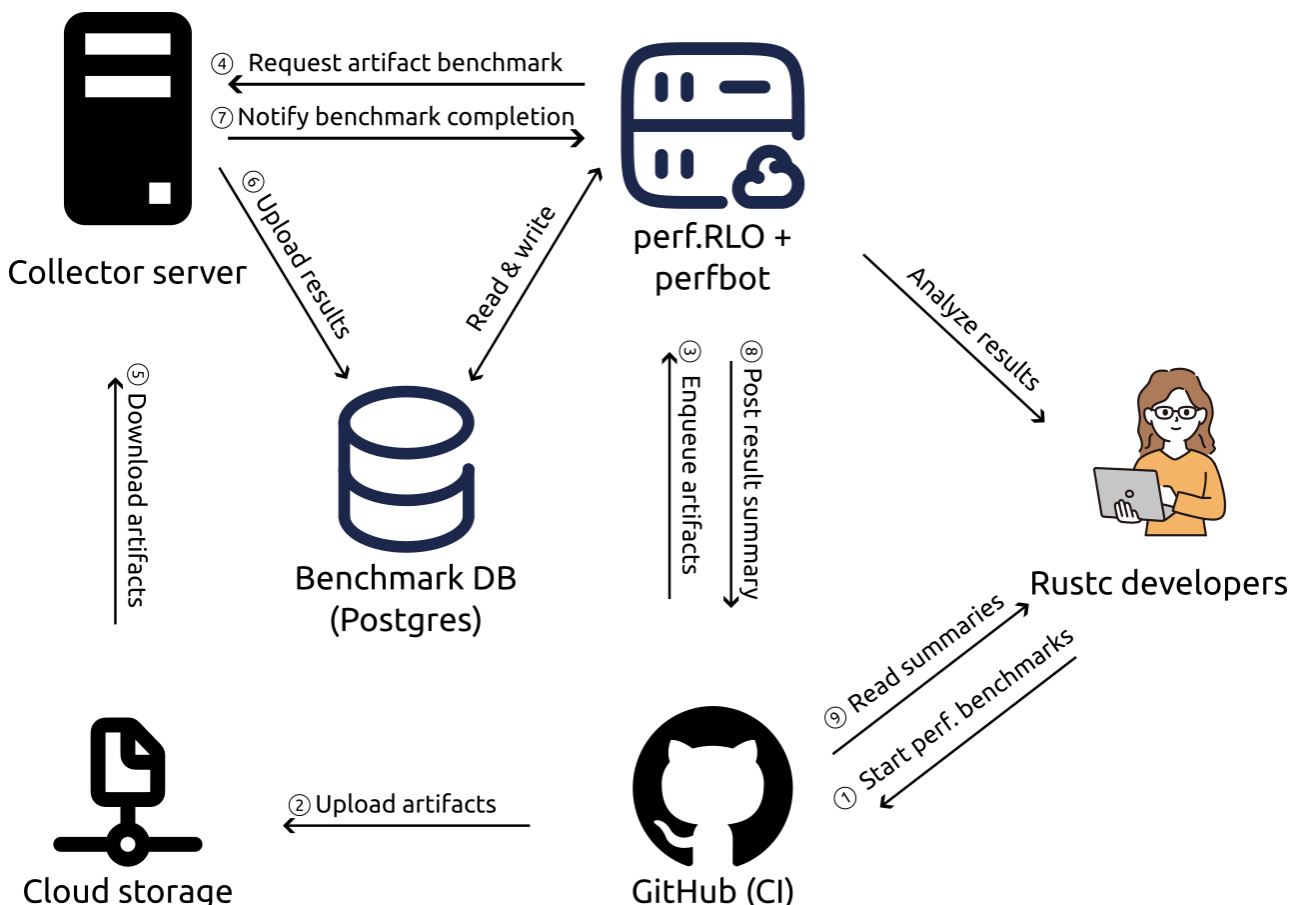 ④ Request artifact benchmark
⑦ Notify benchmark completion
Collector server
perf.RLO +
perfbot
⑥ Upload results
Read & write
Analyze results
⑤ Download artifacts
③ Enqueue artifacts
⑧ Post result summary
Benchmark DB
(Postgres)
Rustc developers
⑨ Read summaries
① Start perf. benchmarks
② Upload artifacts
Cloud storage
GitHub (CI)